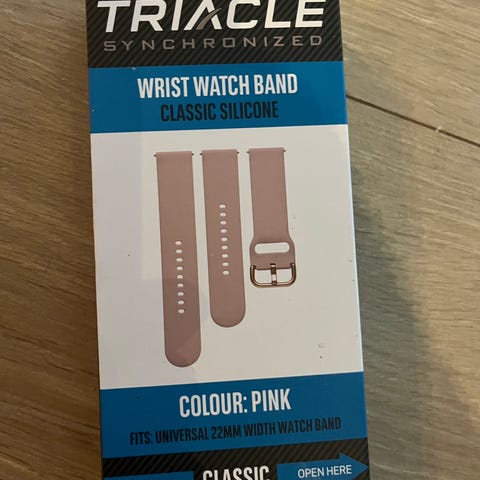 TRIACLE
SYNCHRONIZED
WRIST WATCH BAND
CLASSIC SILICONE
COLOUR: PINK
FITS: UNIVERSAL 22MM WIDTH WATCH BAND
CLASSIC
OPEN HERE